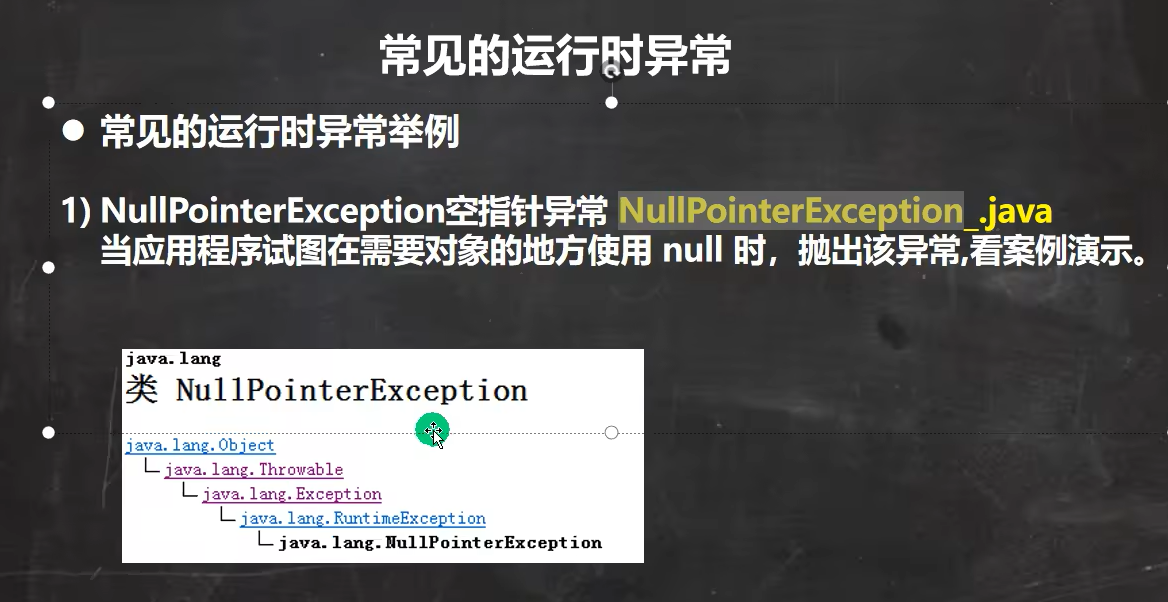 常见的运行时异常
● 常见的运行时异常举例
1) NullPointerException空指针异常 NullPointerException_.java
当应用程序试图在需要对象的地方使用 null 时，抛出该异常,看案例演示。
java.lang
类 NullPointerException
java.lang.Object
java.lang.Throwable
java.lang.Exception
java.lang.RuntimeException
java.lang.NullPointerException